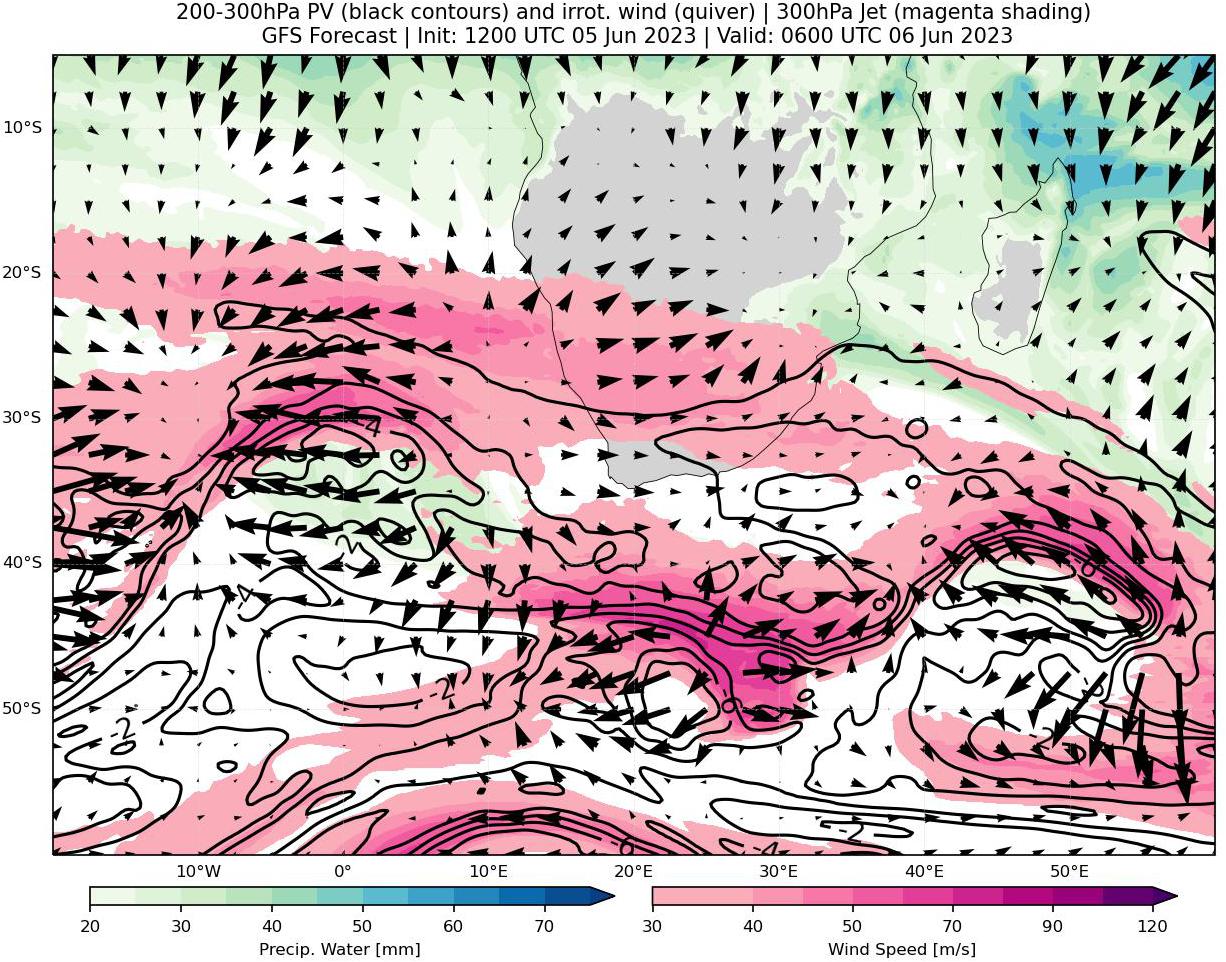 200-300hPa PV (black contours) and irrot. wind (quiver) | 300hPa Jet (magenta shading)
GFS Forecast | Init: 1200 UTC 05 Jun 2023 | Valid: 0600 UTC 06 Jun 2023
10°S
20°S
30°S
40°S
50°S
-4
-2
-4
-2
-2
-2
-6
-4
-2
10°W
0°
10°E
20°E
30°E
40°E
50°E
20
30
40
50
60
70
Precip. Water [mm]
30
40
50
70
90
120
Wind Speed [m/s]